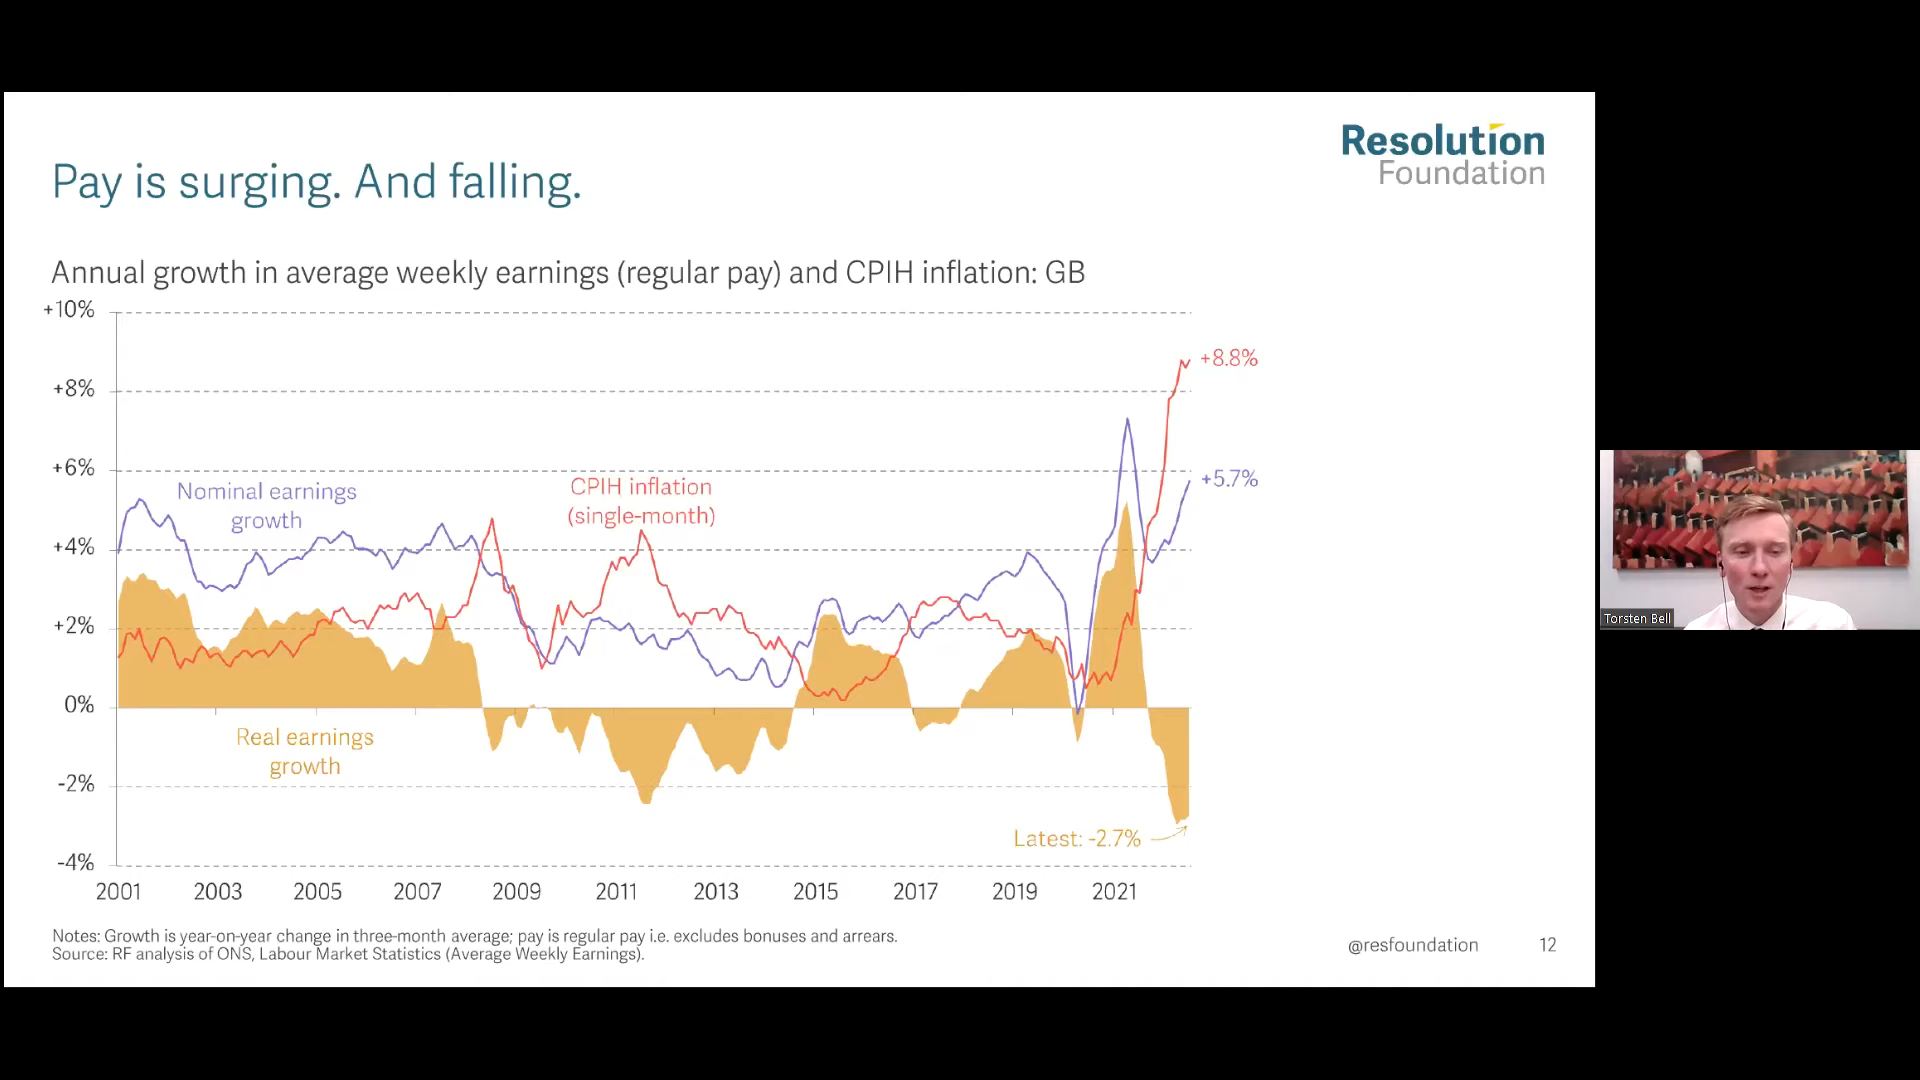 Resolution
Foundation
Pay is surging. And falling.
Annual growth in average weekly earnings (regular pay) and CPIH inflation: GB
+10%
+8%
+6%
+4%
+2%
0%
-2%
-4%
Nominal earnings
growth
CPIH inflation
(single-month)
+8.8%
+5.7%
Real earnings
growth
Latest: -2.7%
2001 2003 2005 2007 2009 2011 2013 2015 2017 2019 2021
Notes: Growth is year-on-year change in three-month average; pay is regular pay i.e. excludes bonuses and arrears.
Source: RF analysis of ONS, Labour Market Statistics (Average Weekly Earnings).
@resfoundation 12
Torsten Bell